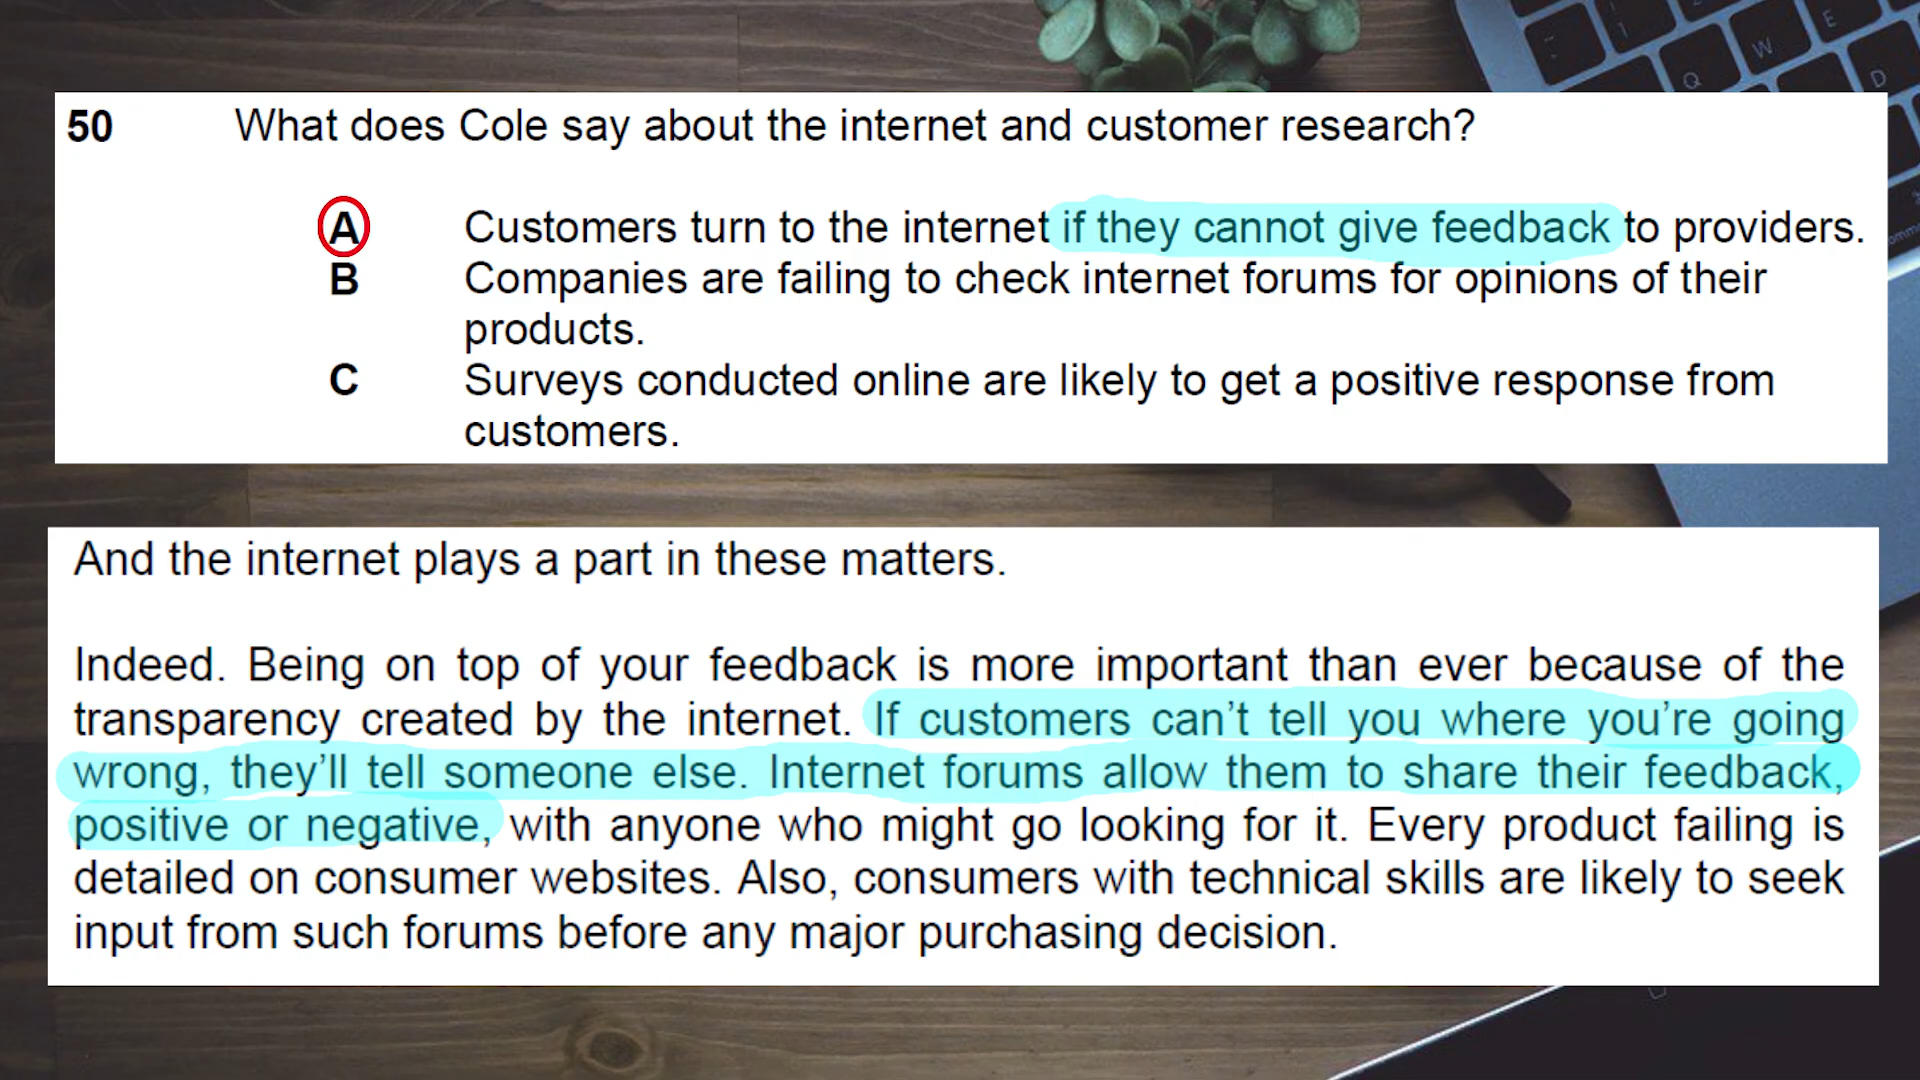 50 What does Cole say about the internet and customer research?
A Customers turn to the internet if they cannot give feedback to providers.
B Companies are failing to check internet forums for opinions of their
products.
C Surveys conducted online are likely to get a positive response from
customers.
And the internet plays a part in these matters.
Indeed. Being on top of your feedback is more important than ever because of the
transparency created by the internet. If customers can’t tell you where you’re going
wrong, they’ll tell someone else. Internet forums allow them to share their feedback,
positive or negative, with anyone who might go looking for it. Every product failing is
detailed on consumer websites. Also, consumers with technical skills are likely to seek
input from such forums before any major purchasing decision.
W
E
Q
D